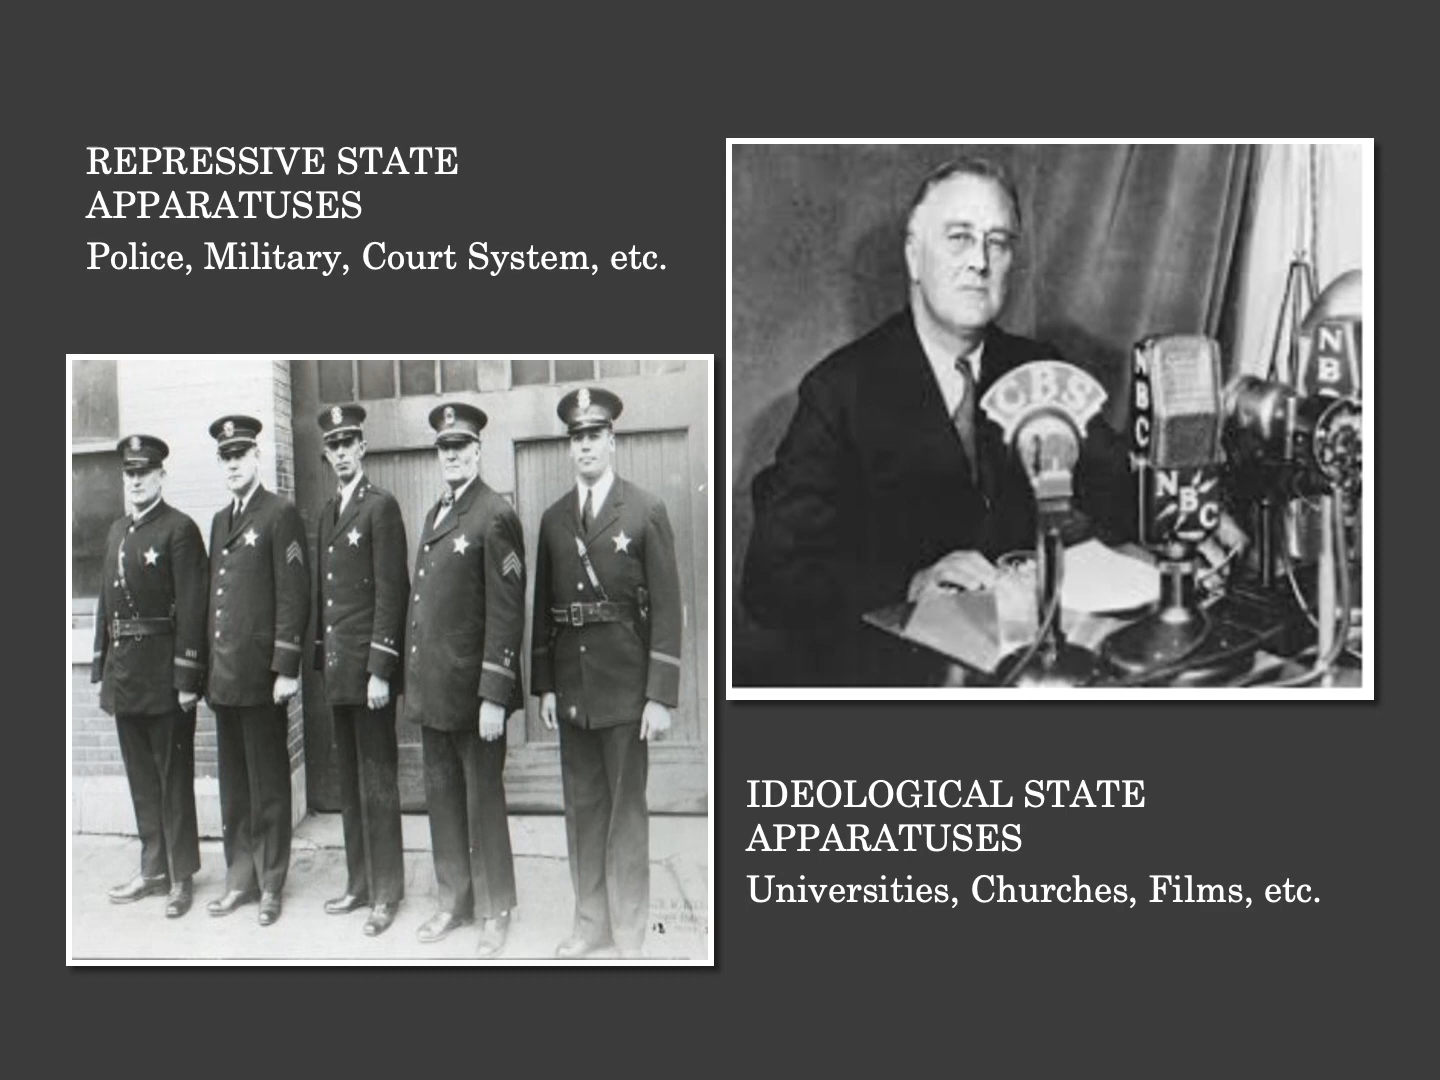 REPRESSIVE STATE
APPARATUSES
Police, Military, Court System, etc.
CBS
NBC
NBC
NB
IDEOLOGICAL STATE
APPARATUSES
Universities, Churches, Films, etc.